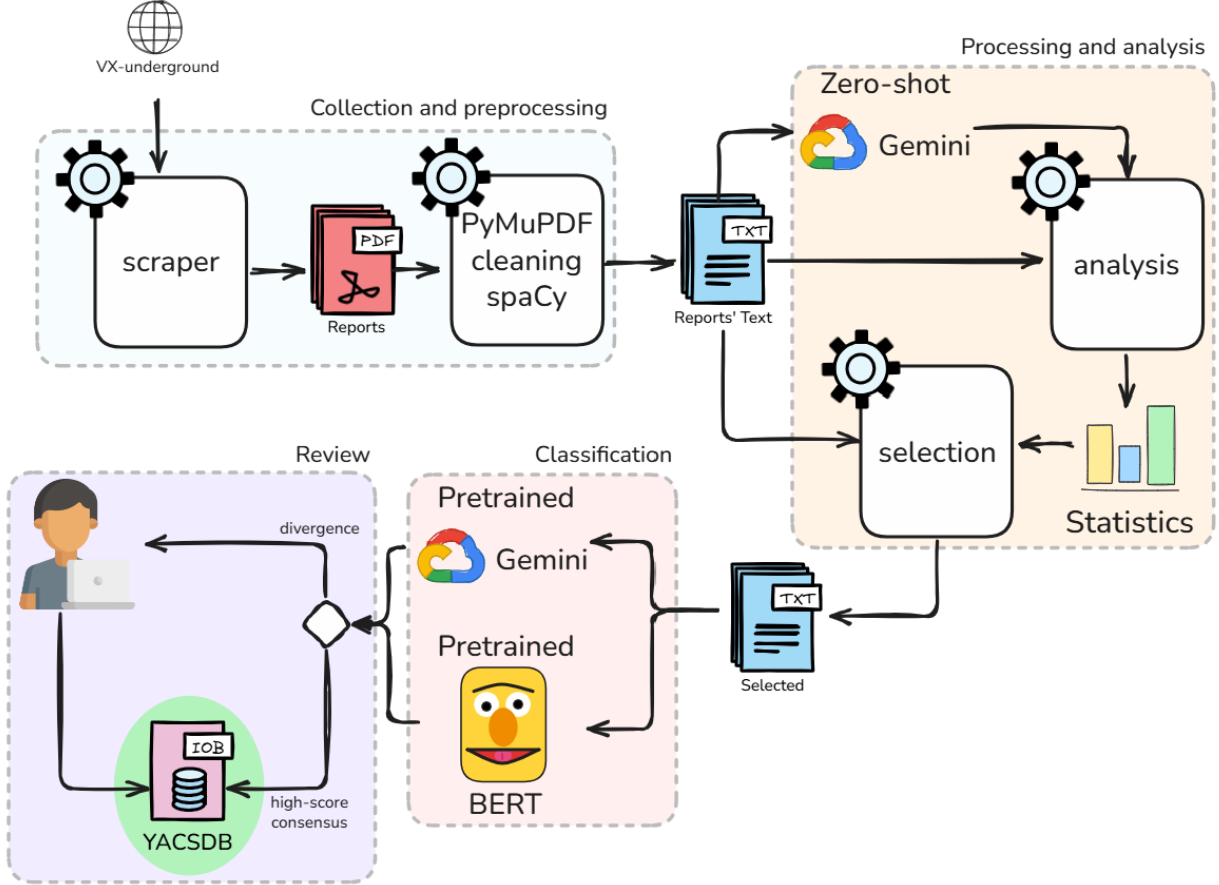 VX-underground
Collection and preprocessing
scraper
PDF
Reports
PyMuPDF
cleaning
spaCy
TXT
Reports' Text
Processing and analysis
Zero-shot
Gemini
analysis
selection
Statistics
TXT
Selected
Classification
Pretrained
Gemini
Pretrained
BERT
Review
divergence
IOB
YACSDB
high-score
consensus